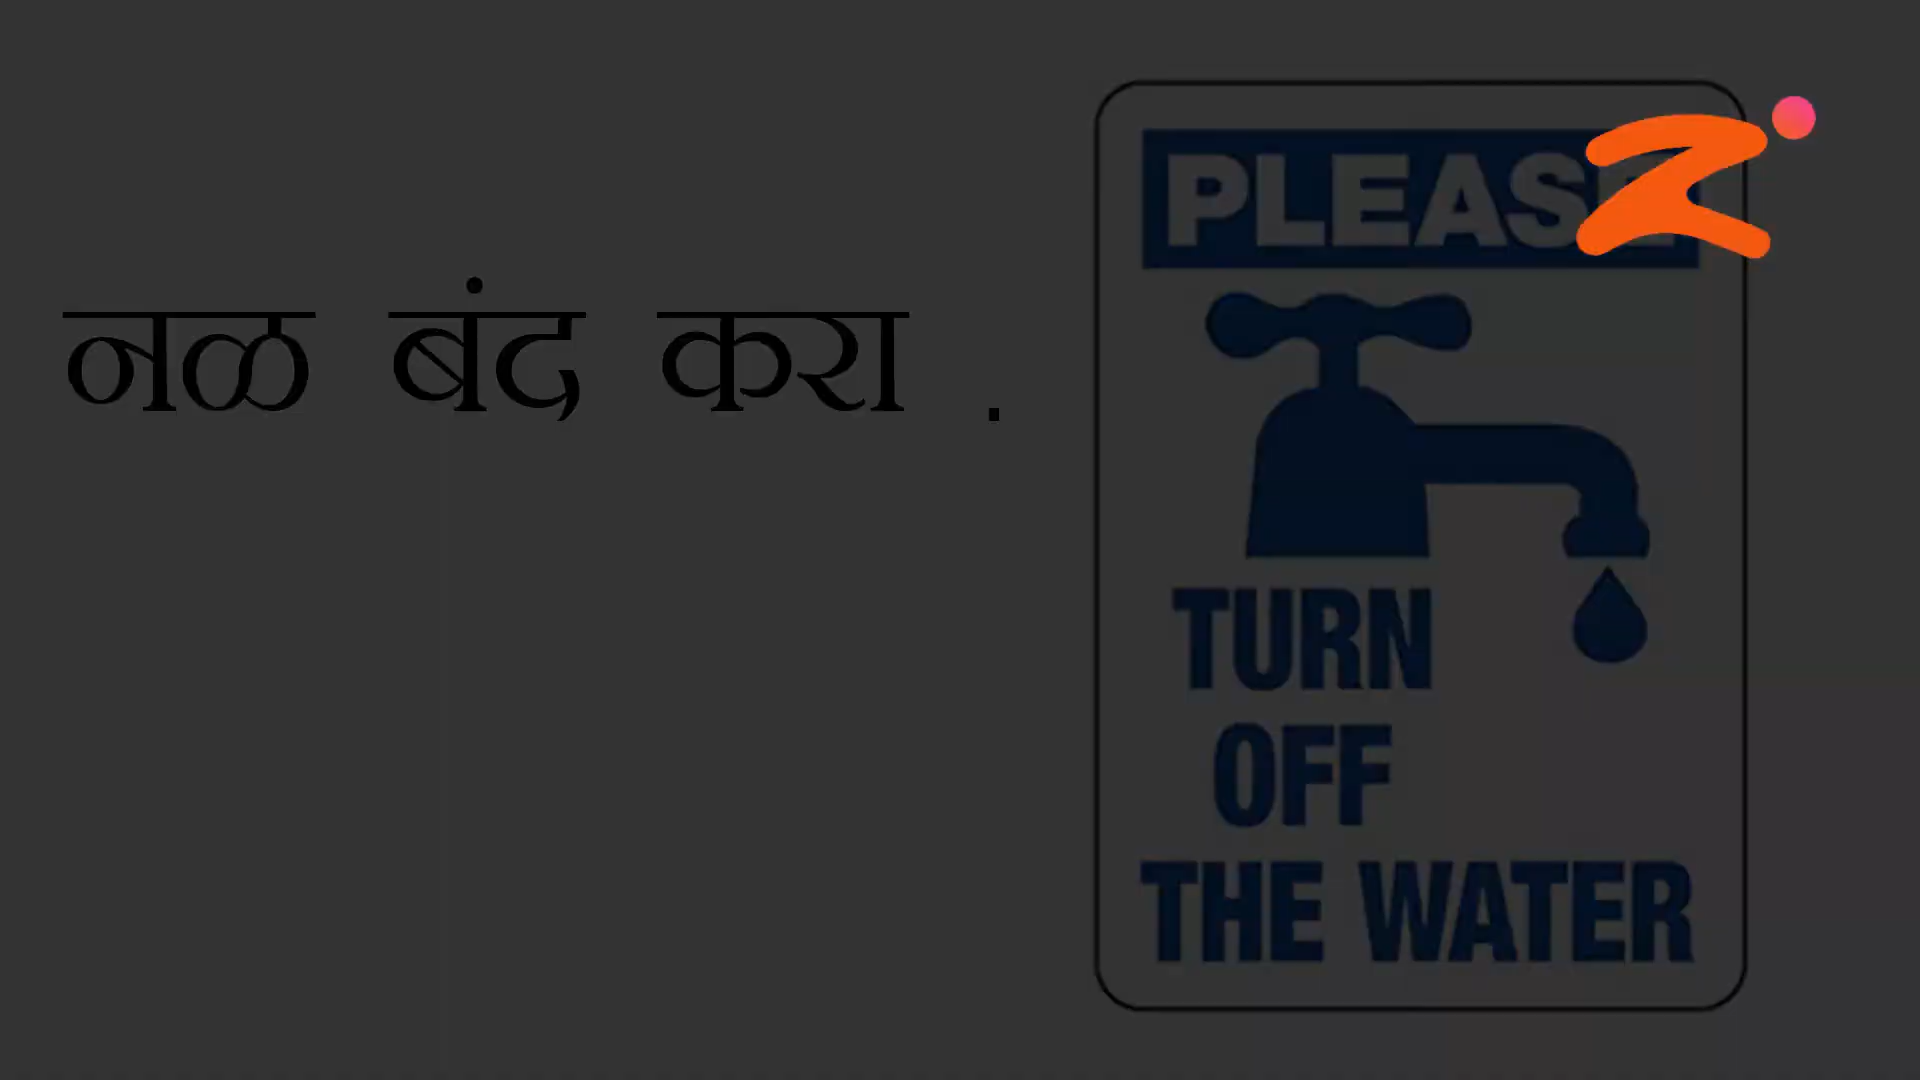 नळ बंद करा .
PLEASE
TURN
OFF
THE WATER